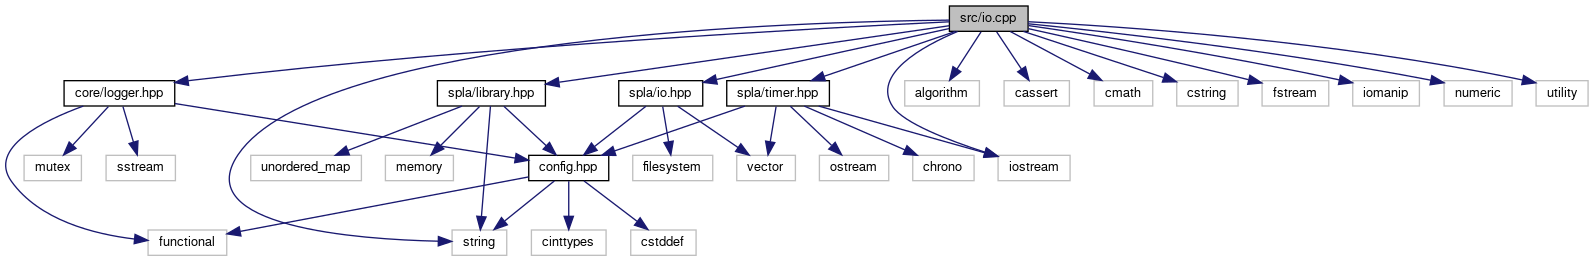 src/io.cpp
core/logger.hpp
spla/library.hpp
spla/io.hpp
spla/timer.hpp
algorithm
cassert
cmath
cstring
fstream
iomanip
numeric
utility
mutex
sstream
unordered_map
memory
config.hpp
filesystem
vector
ostream
chrono
iostream
functional
string
cinttypes
cstddef